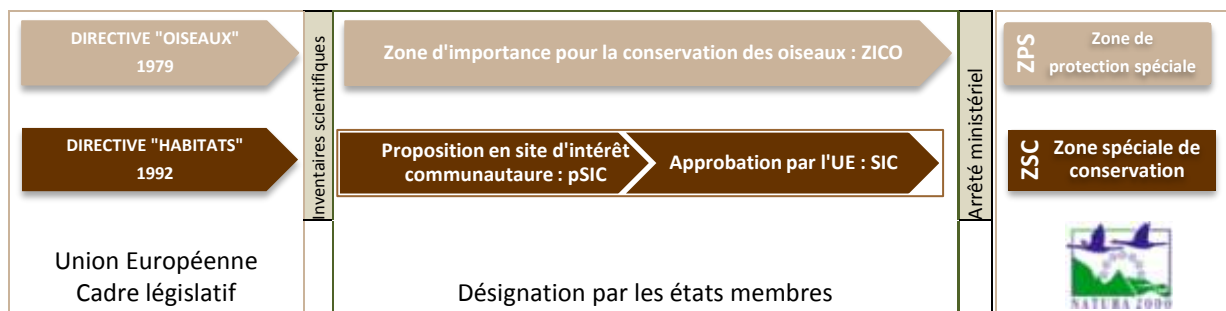 DIRECTIVE "OISEAUX"
1979
Inventaires scientifiques
Zone d'importance pour la conservation des oiseaux : ZICO
Arrêté ministériel
ZPS
Zone de
protection spéciale
DIRECTIVE "HABITATS"
1992
Proposition en site d'intérêt
communautaure : pSIC
Approbation par l'UE : SIC
ZSC
Zone spéciale de
conservation
Union Européenne
Cadre législatif
Désignation par les états membres
NATURA 2000